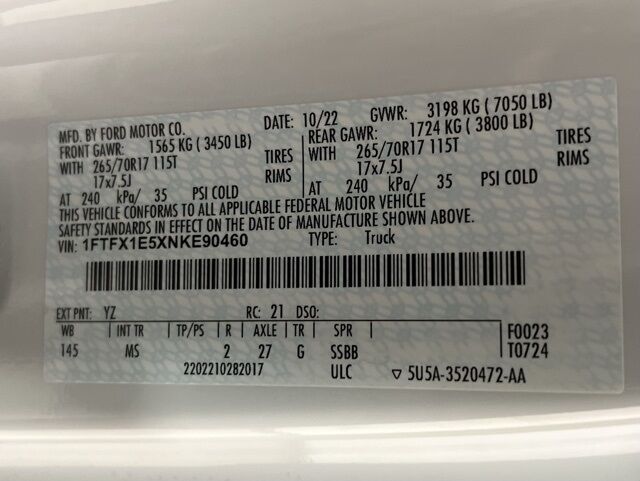 DATE: 10/22 GVWR: 3198 KG ( 7050 LB)
MFD. BY FORD MOTOR CO.
FRONT GAWR: 1565 KG ( 3450 LB) REAR GAWR: 1724 KG ( 3800 LB)
WITH 265/70R17 115T TIRES WITH 265/70R17 115T TIRES
17x7.5J RIMS 17x7.5J RIMS
AT 240 kPa/ 35 PSI COLD AT 240 kPa/ 35 PSI COLD
THIS VEHICLE CONFORMS TO ALL APPLICABLE FEDERAL MOTOR VEHICLE
SAFETY STANDARDS IN EFFECT ON THE DATE OF MANUFACTURE SHOWN ABOVE.
VIN: 1FTFX1E5XNKE90460 TYPE: Truck
EXT PNT: YZ RC: 21 DSO:
WB INT TR TP/PS R AXLE TR SPR F0023
145 MS 2 27 G SSBB T0724
2202210282017 ULC ▽ 5U5A-3520472-AA